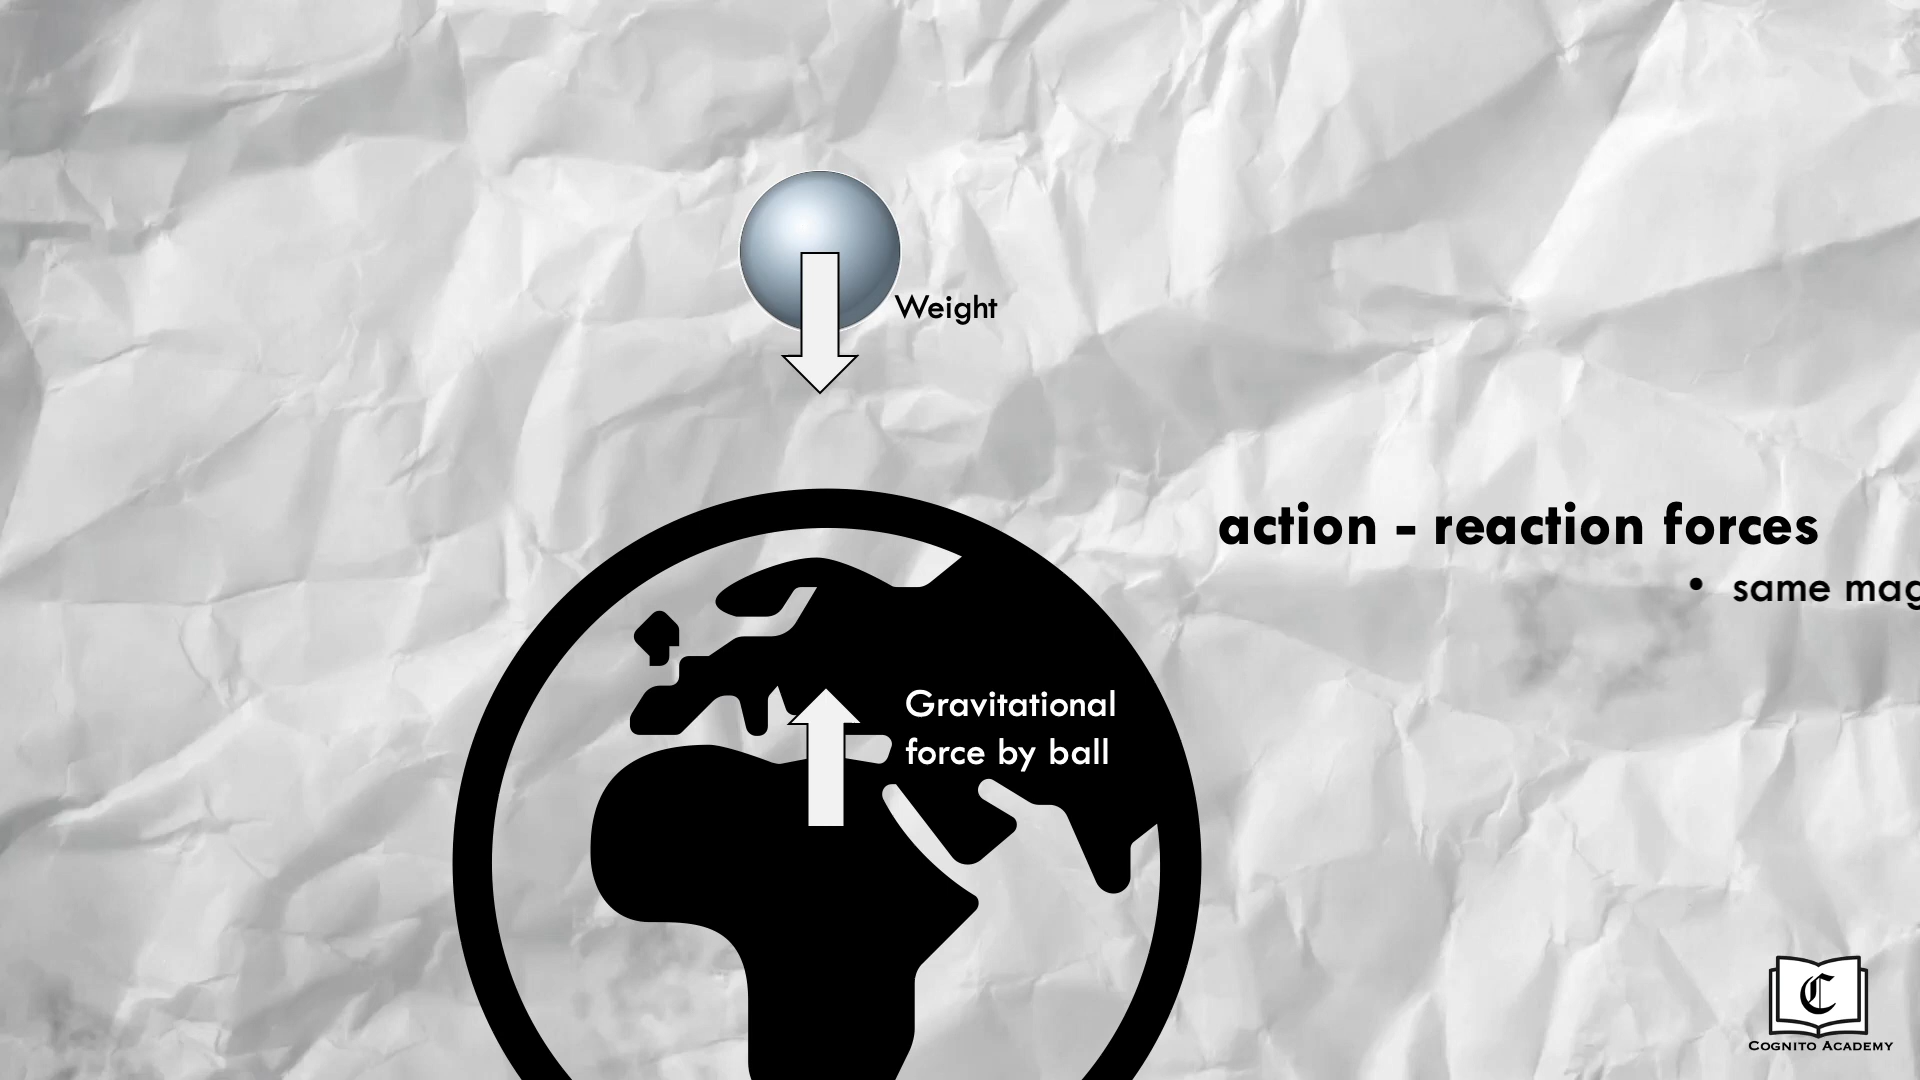 Weight
action - reaction forces
• same mag
Gravitational
force by ball
C
COGNITO ACADEMY